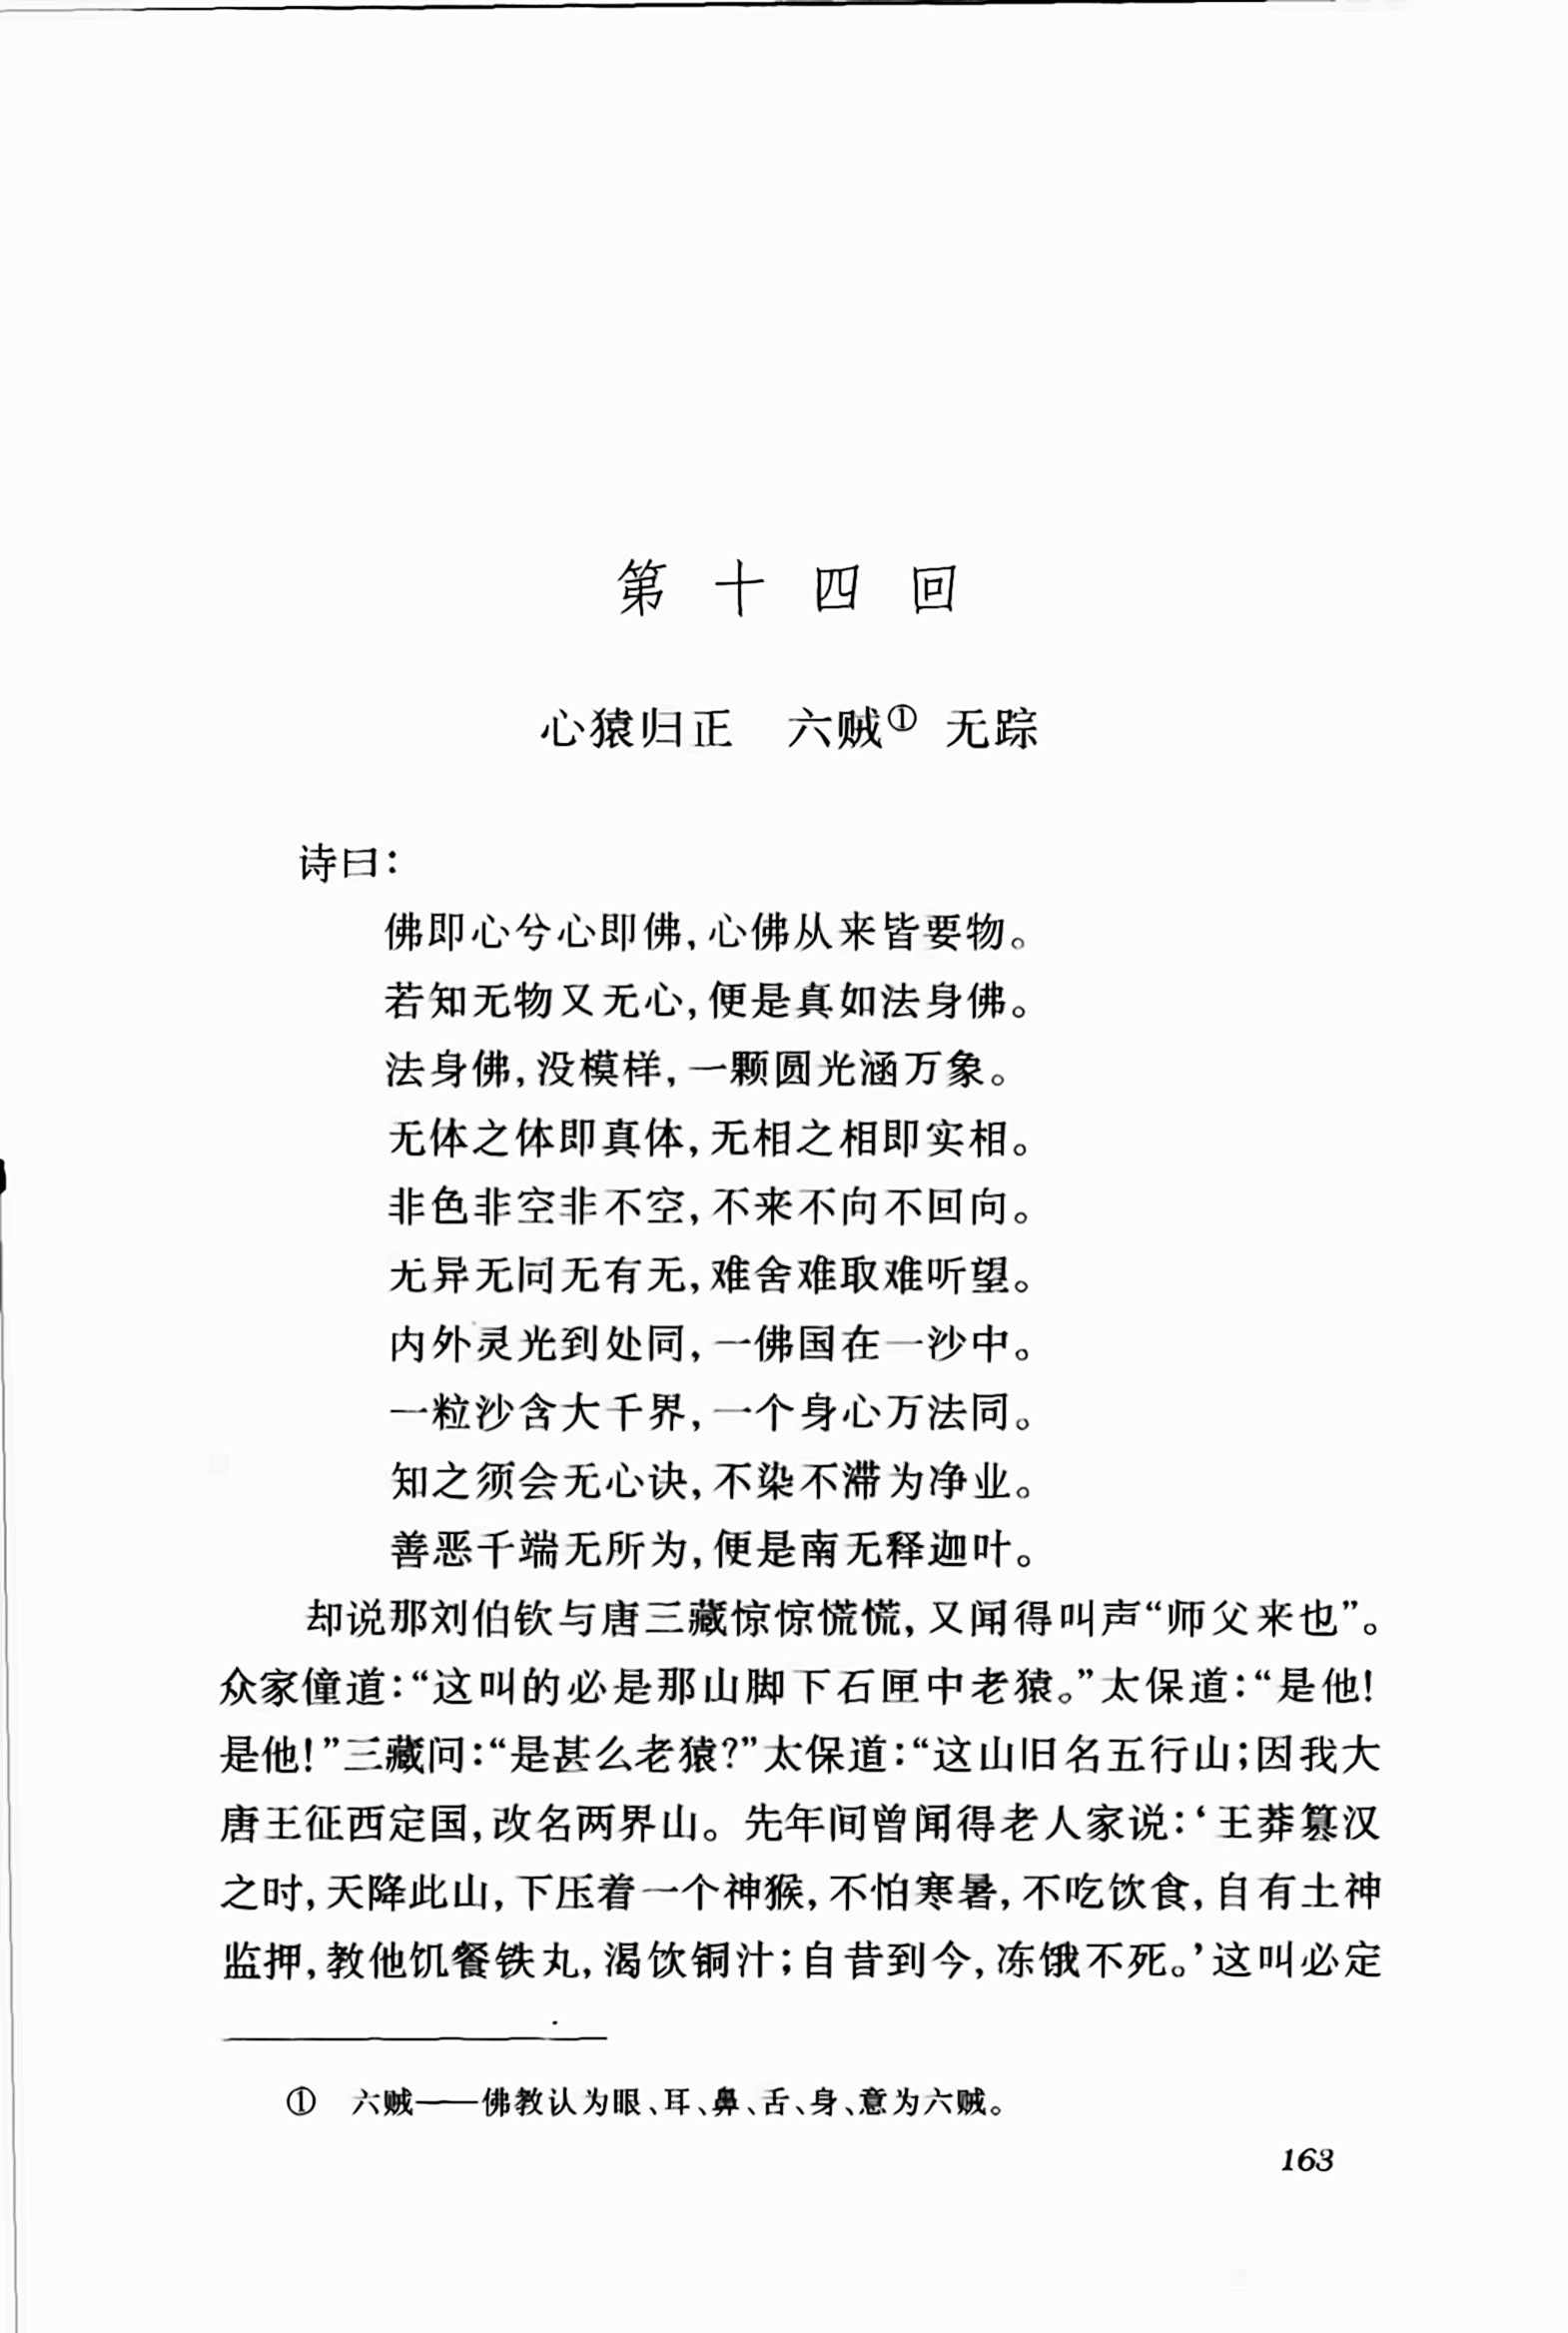 第十四回
心猿归正　六贼① 无踪
诗曰：
佛即心兮心即佛，心佛从来皆要物。
若知无物又无心，便是真如法身佛。
法身佛，没模样，一颗圆光涵万象。
无体之体即真体，无相之相即实相。
非色非空非不空，不来不向不回向。
无异无同无有无，难舍难取难听望。
内外灵光到处同，一佛国在一沙中。
一粒沙含大千界，一个身心万法同。
知之须会无心诀，不染不滞为净业。
善恶千端无所为，便是南无释迦叶。
却说那刘伯钦与唐三藏惊惊慌慌，又闻得叫声“师父来也”。
众家僮道：“这叫的必是那山脚下石匣中老猿。”太保道：“是他！
是他！”三藏问：“是甚么老猿？”太保道：“这山旧名五行山；因我大
唐王征西定国，改名两界山。先年间曾闻得老人家说：‘王莽篡汉
之时，天降此山，下压着一个神猴，不怕寒暑，不吃饮食，自有土神
监押，教他饥餐铁丸，渴饮铜汁；自昔到今，冻饿不死。’这叫必定
①　六贼——佛教认为眼、耳、鼻、舌、身、意为六贼。
163